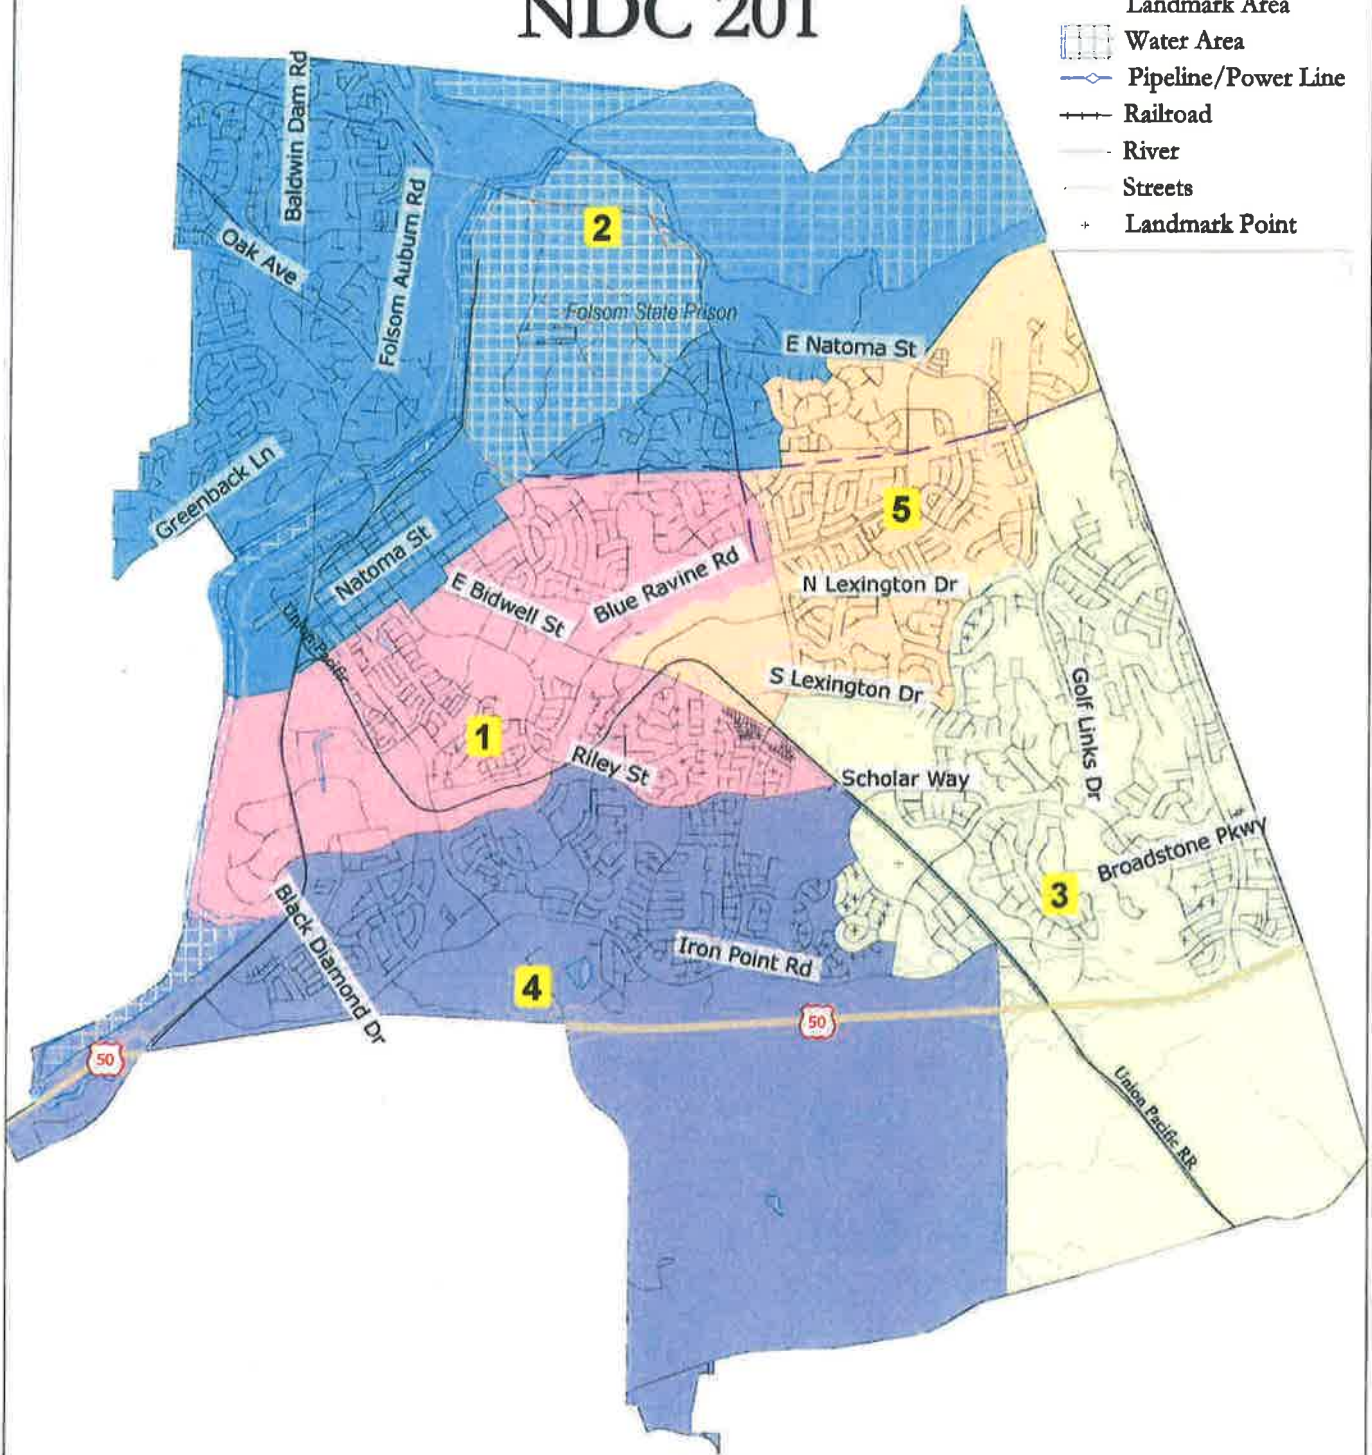 NDC 201
Landmark Area
Water Area
Pipeline/Power Line
Railroad
River
Streets
Landmark Point
Baldwin Dam Rd
Oak Ave
Folsom Auburn Rd
2
Folsom State Prison
E Natoma St
Greenback Ln
Natoma St
5
E Bidwell St
Blue Ravine Rd
N Lexington Dr
Union Pacific
S Lexington Dr
Golf Links Dr
1
Riley St
Scholar Way
Broadstone Pkwy
3
Black Diamond Dr
Iron Point Rd
4
50
50
Union Pacific RR